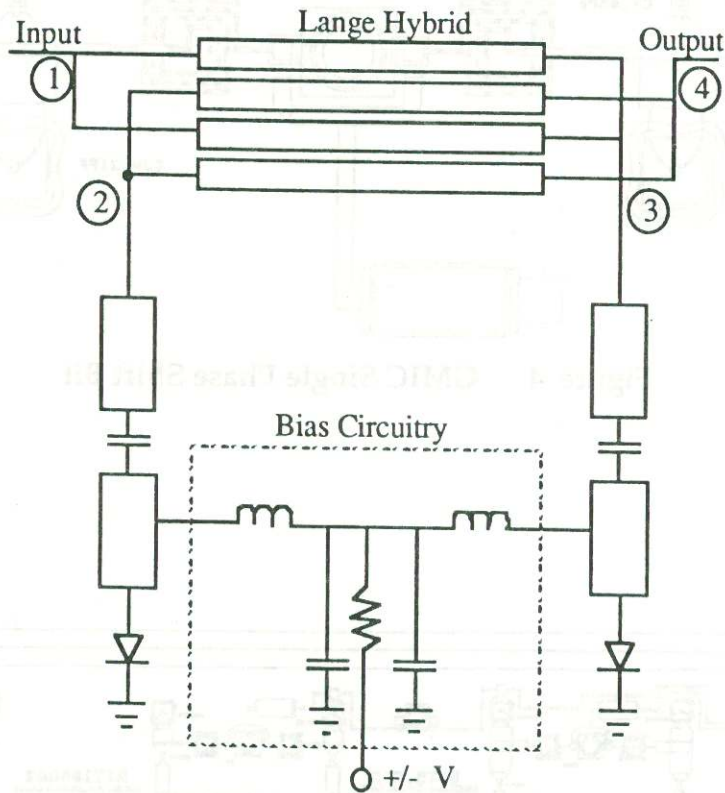 Lange Hybrid
Input
Output
1
4
2
3
Bias Circuitry
+/- V